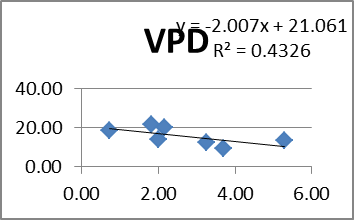 y = -2.007x + 21.061
VPD
R² = 0.4326
40.00
20.00
0.00
0.00 2.00 4.00 6.00